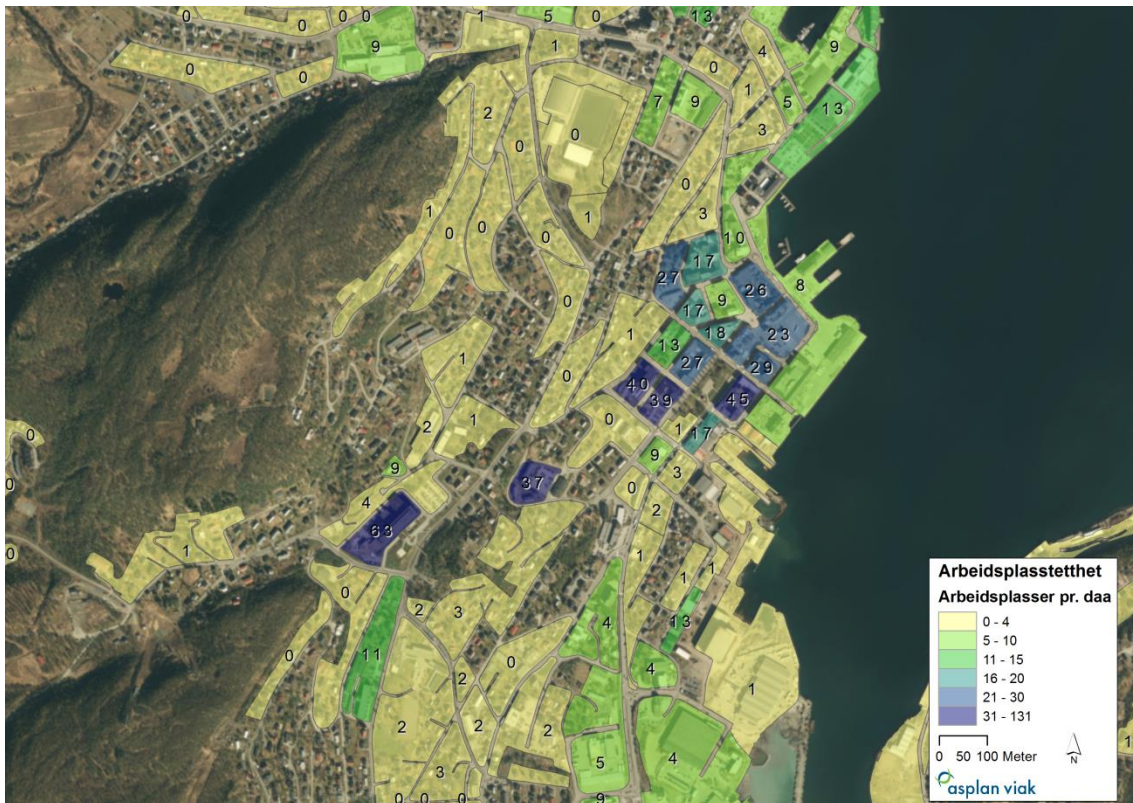 0 0 0 1 5 0 13
0 0 9 1 0 4 9
2 0 7 9 1 5 13
0 3
1 0 0 0 1 0 3 10
27 17 26 8
0 17 9 18 23
1 1 13 27 29
0 40 39 45
2 1 0 1 17
0 9 37 9 3
0 4 63 0 2
0 1 1
0 0 2 3 1 1
0 11 2 0 4 13
2 2 2 4 1
3 5 4
0 0 0 9
1
Arbeidsplasstetthet
Arbeidsplasser pr. daa
0 - 4
5 - 10
11 - 15
16 - 20
21 - 30
31 - 131
0 50 100 Meter
N
asplan viak